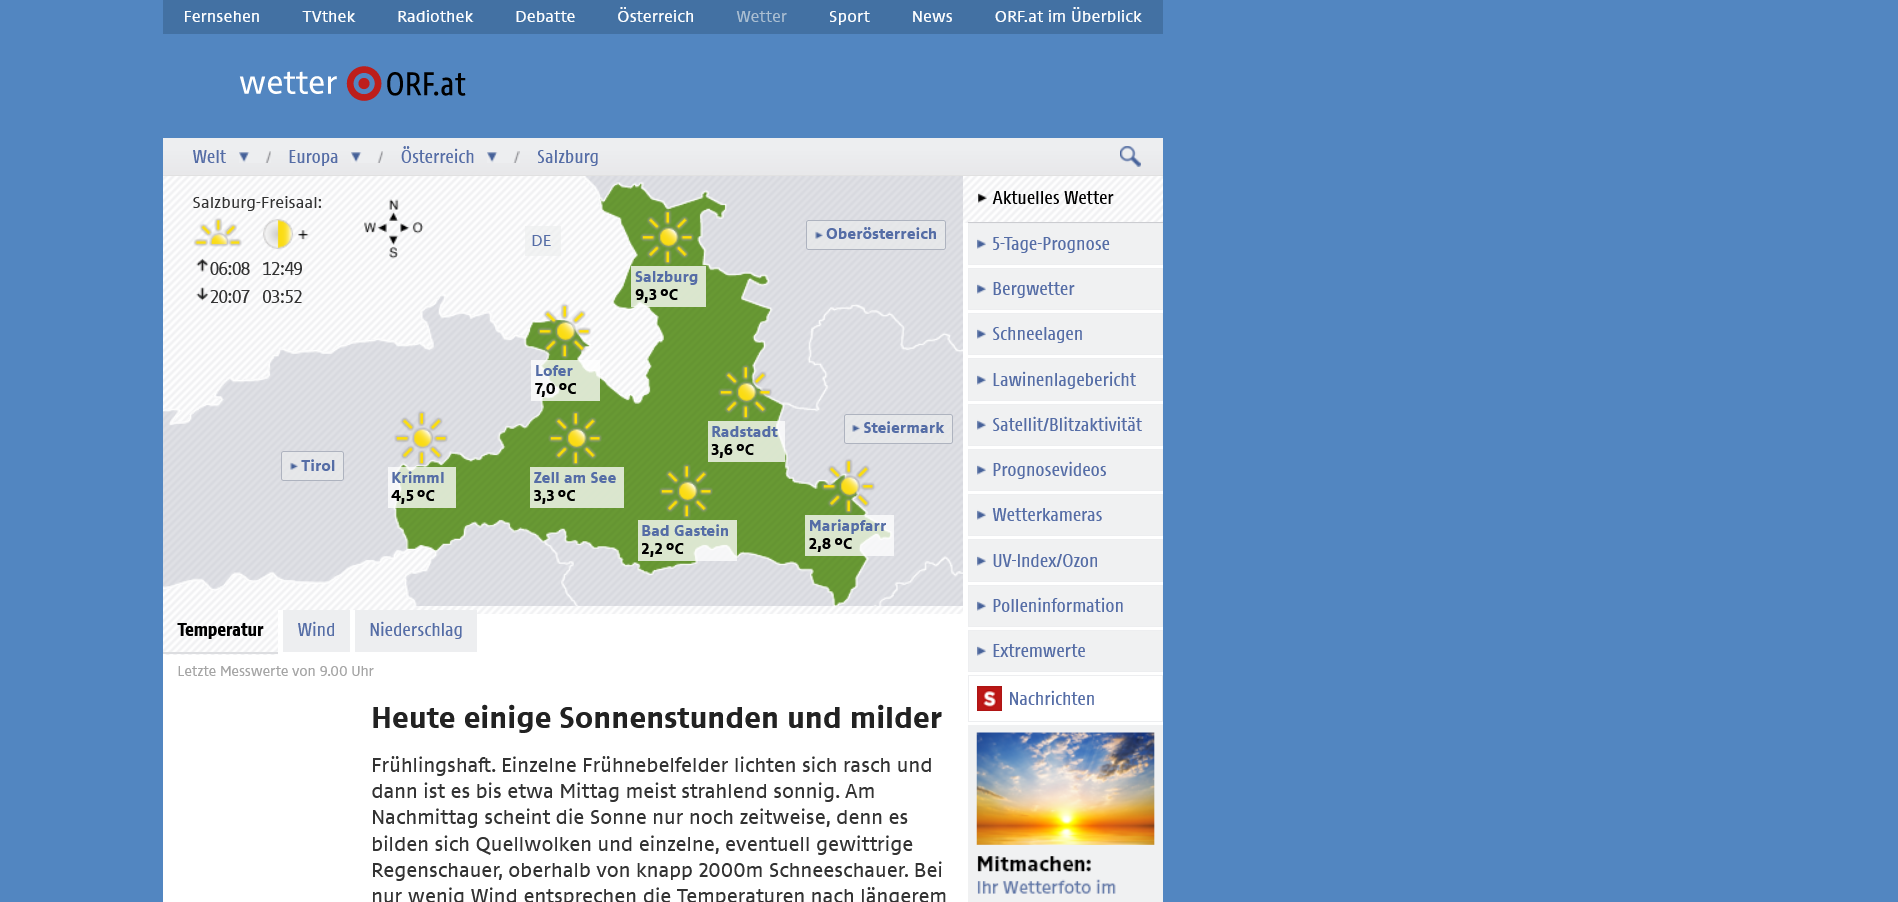 Fernsehen TVthek Radiothek Debatte Österreich Wetter Sport News ORF.at im Überblick
wetter ORF.at
Welt ▼ / Europa ▼ / Österreich ▼ / Salzburg
Salzburg-Freisaal:
+
06:08 12:49
20:07 03:52
N
W O
S
DE
Oberösterreich
Salzburg
9,3 °C
Lofer
7,0 °C
Radstadt
3,6 °C
Steiermark
Tirol
Krimml
4,5 °C
Zell am See
3,3 °C
Bad Gastein
2,2 °C
Mariapfarr
2,8 °C
Temperatur Wind Niederschlag
Letzte Messwerte von 9.00 Uhr
Heute einige Sonnenstunden und milder
Frühlingshaft. Einzelne Frühnebelfelder lichten sich rasch und
dann ist es bis etwa Mittag meist strahlend sonnig. Am
Nachmittag scheint die Sonne nur noch zeitweise, denn es
bilden sich Quellwolken und einzelne, eventuell gewittrige
Regenschauer, oberhalb von knapp 2000m Schneeschauer. Bei
nur wenig Wind entsprechen die Temperaturen nach längerem
Aktuelles Wetter
5-Tage-Prognose
Bergwetter
Schneelagen
Lawinenlagebericht
Satellit/Blitzaktivität
Prognosevideos
Wetterkameras
UV-Index/Ozon
Polleninformation
Extremwerte
S Nachrichten
Mitmachen:
Ihr Wetterfoto im